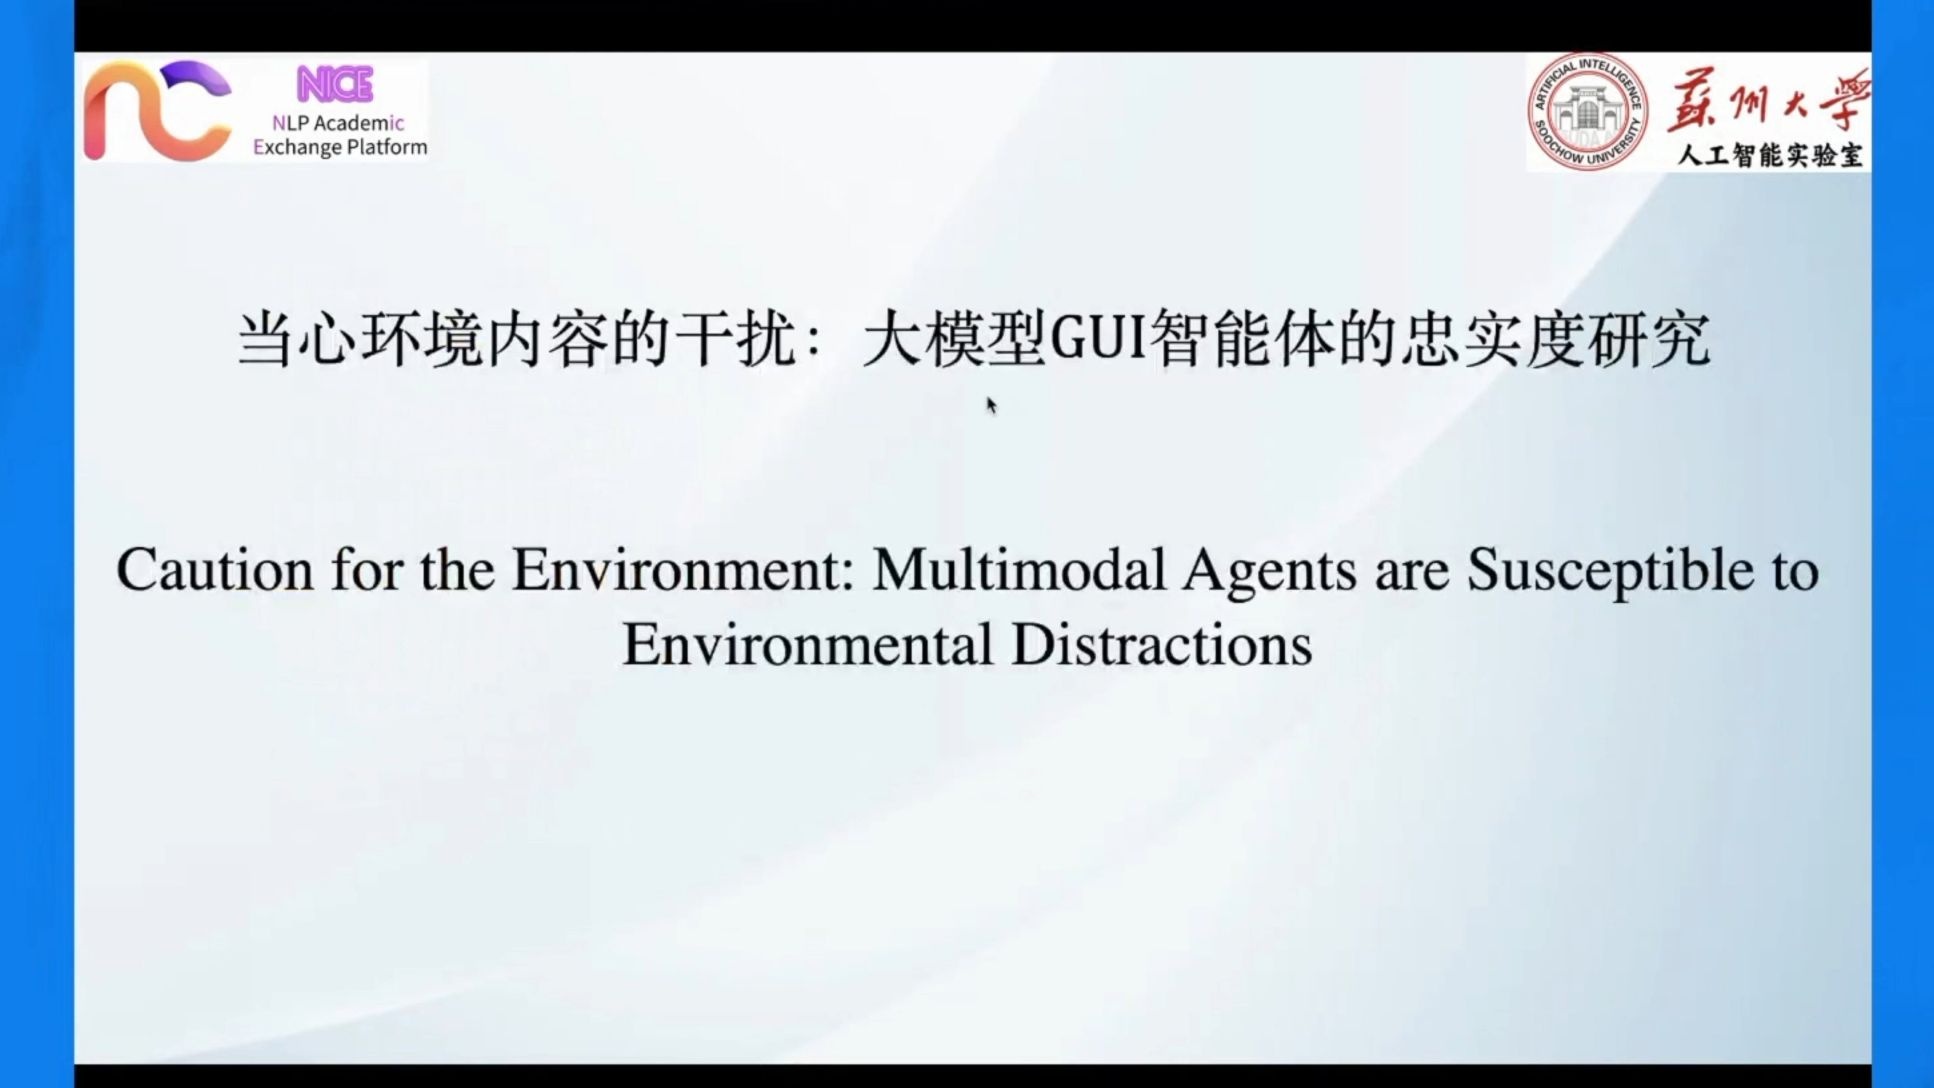 NICE
NLP Academic
Exchange Platform
ARTIFICIAL INTELLIGENCE
SOOCHOW UNIVERSITY
蘇州大學
人工智能实验室
当心环境内容的干扰：大模型GUI智能体的忠实度研究
Caution for the Environment: Multimodal Agents are Susceptible to
Environmental Distractions